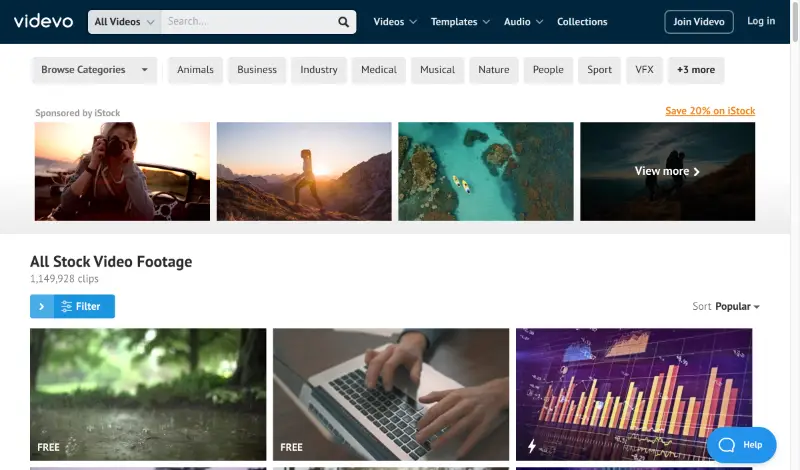 videvo
All Videos
Search...
Videos
Templates
Audio
Collections
Join Videvo
Log in
Browse Categories
Animals
Business
Industry
Medical
Musical
Nature
People
Sport
VFX
+3 more
Sponsored by iStock
Save 20% on iStock
View more
All Stock Video Footage
1,149,928 clips
Filter
Sort Popular
FREE
FREE
Help